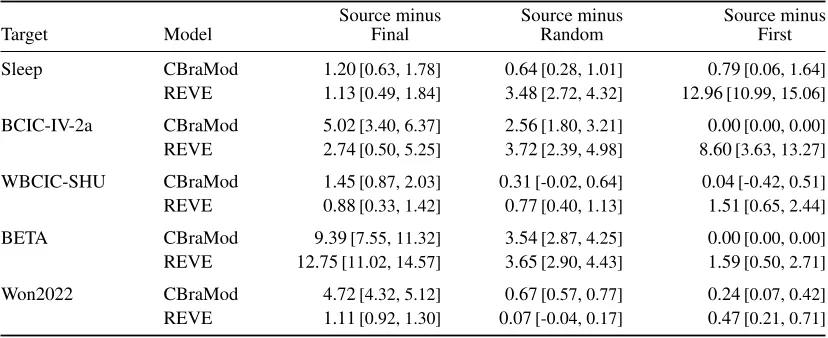 Source minus Source minus Source minus
Target Model Final Random First
Sleep CBraMod 1.20 [0.63, 1.78] 0.64 [0.28, 1.01] 0.79 [0.06, 1.64]
REVE 1.13 [0.49, 1.84] 3.48 [2.72, 4.32] 12.96 [10.99, 15.06]
BCIC-IV-2a CBraMod 5.02 [3.40, 6.37] 2.56 [1.80, 3.21] 0.00 [0.00, 0.00]
REVE 2.74 [0.50, 5.25] 3.72 [2.39, 4.98] 8.60 [3.63, 13.27]
WBCIC-SHU CBraMod 1.45 [0.87, 2.03] 0.31 [-0.02, 0.64] 0.04 [-0.42, 0.51]
REVE 0.88 [0.33, 1.42] 0.77 [0.40, 1.13] 1.51 [0.65, 2.44]
BETA CBraMod 9.39 [7.55, 11.32] 3.54 [2.87, 4.25] 0.00 [0.00, 0.00]
REVE 12.75 [11.02, 14.57] 3.65 [2.90, 4.43] 1.59 [0.50, 2.71]
Won2022 CBraMod 4.72 [4.32, 5.12] 0.67 [0.57, 0.77] 0.24 [0.07, 0.42]
REVE 1.11 [0.92, 1.30] 0.07 [-0.04, 0.17] 0.47 [0.21, 0.71]